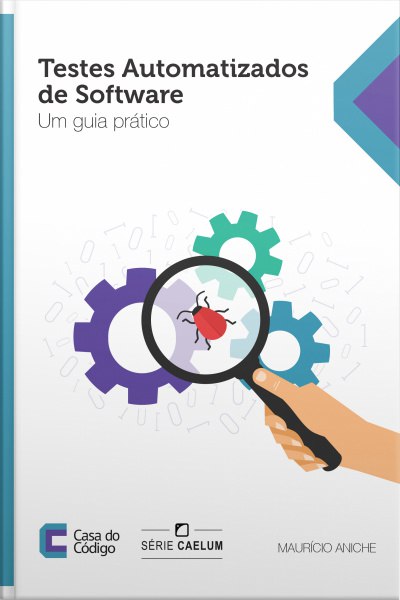 Testes Automatizados
de Software
Um guia prático
Casa do
Código
SÉRIE CAELUM
MAURÍCIO ANICHE